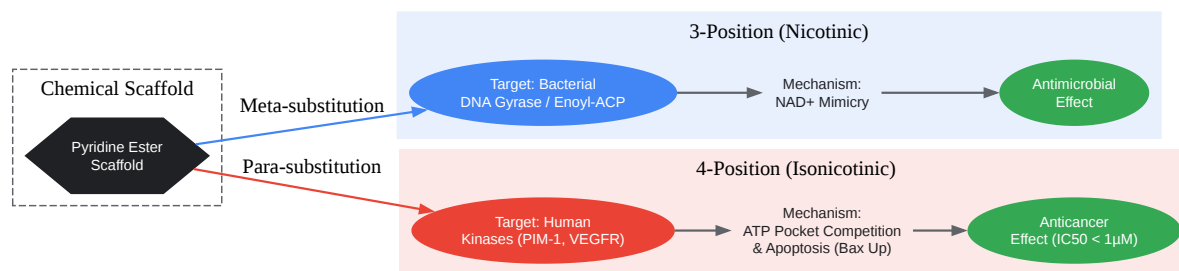 Chemical Scaffold
Pyridine Ester
Scaffold
Meta-substitution
Para-substitution
3-Position (Nicotinic)
Target: Bacterial
DNA Gyrase / Enoyl-ACP
Mechanism:
NAD+ Mimicry
Antimicrobial
Effect
4-Position (Isonicotinic)
Target: Human
Kinases (PIM-1, VEGFR)
Mechanism:
ATP Pocket Competition
& Apoptosis (Bax Up)
Anticancer
Effect (IC50 < 1µM)